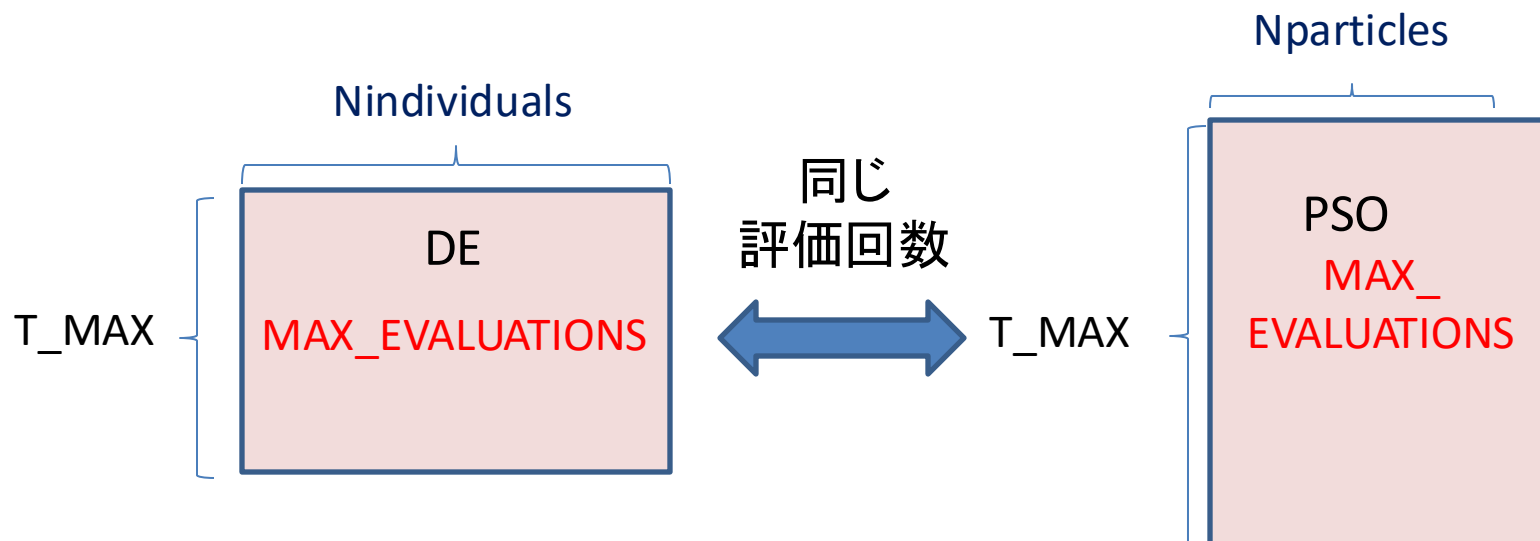 Nparticles
Nindividuals
同じ
評価回数
DE
PSO
MAX_
T_MAX
MAX_EVALUATIONS
T_MAX
EVALUATIONS